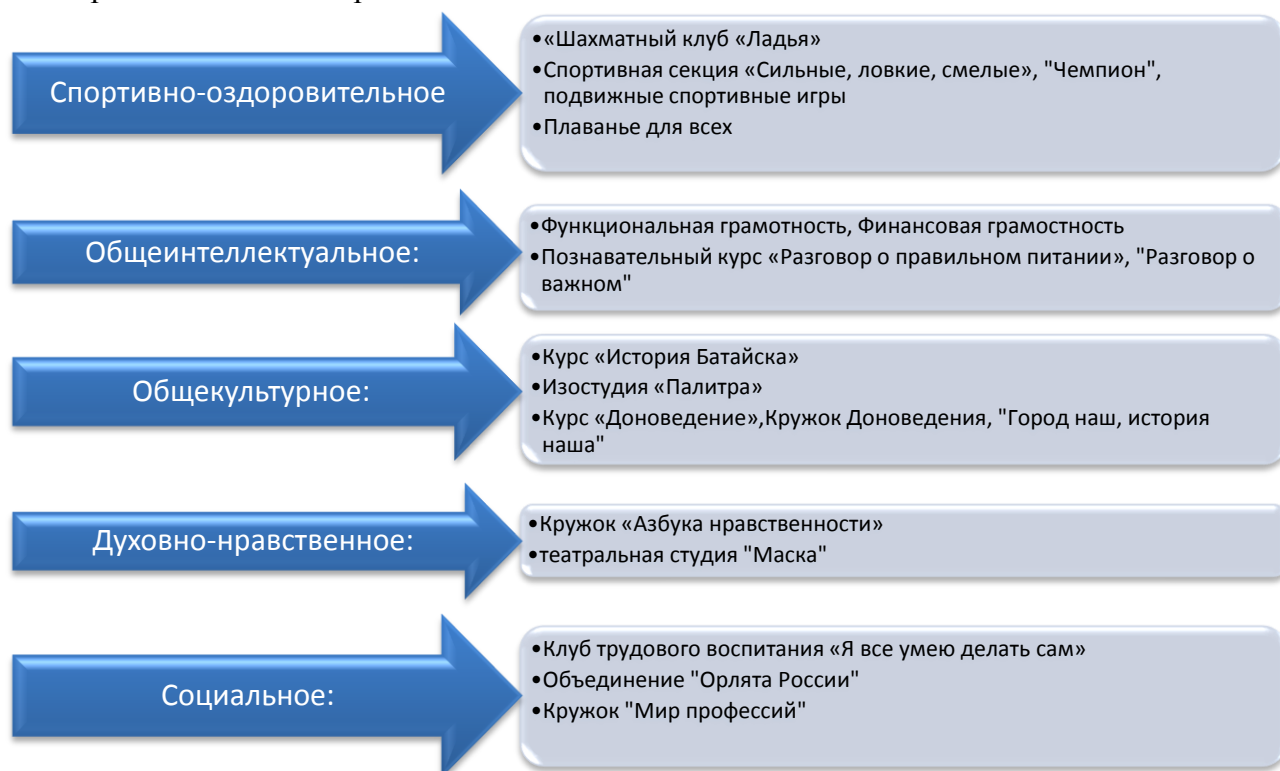 Спортивно-оздоровительное
•«Шахматный клуб «Ладья»
•Спортивная секция «Сильные, ловкие, смелые», "Чемпион",
подвижные спортивные игры
•Плаванье для всех
Общеинтеллектуальное:
•Функциональная грамотность, Финансовая грамостность
•Познавательный курс «Разговор о правильном питании», "Разговор о
важном"
Общекультурное:
•Курс «История Батайска»
•Изостудия «Палитра»
•Курс «Доноведение»,Кружок Доноведения, "Город наш, история
наша"
Духовно-нравственное:
•Кружок «Азбука нравственности»
•театральная студия "Маска"
Социальное:
•Клуб трудового воспитания «Я все умею делать сам»
•Объединение "Орлята России"
•Кружок "Мир профессий"